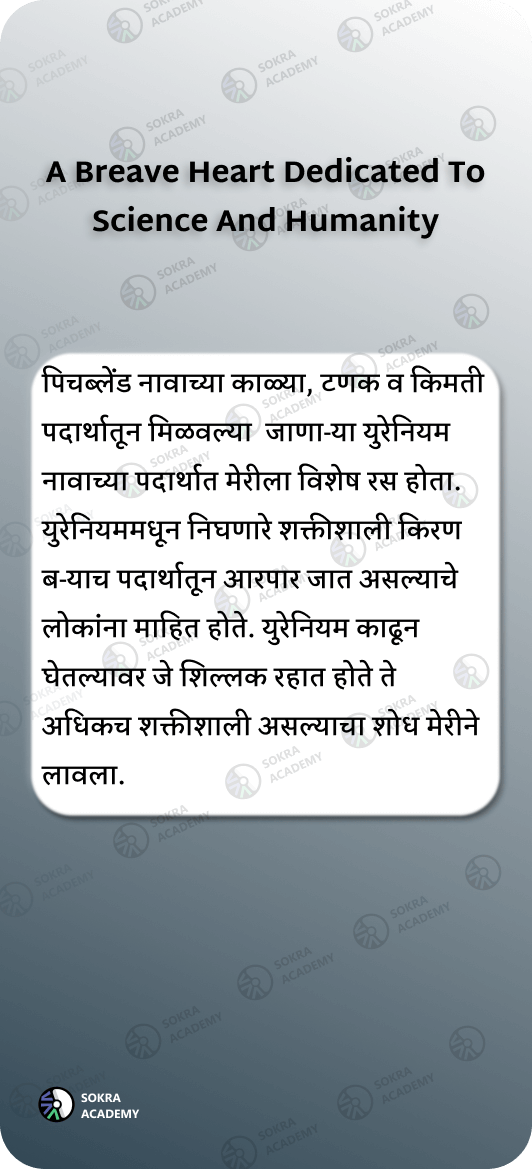 A Breave Heart Dedicated To
Science And Humanity
पिचब्लेंड नावाच्या काळ्या, टणक व किमती
पदार्थातून मिळवल्या जाणा-या युरेनियम
नावाच्या पदार्थात मेरीला विशेष रस होता.
युरेनियममधून निघणारे शक्तीशाली किरण
ब-याच पदार्थातून आरपार जात असल्याचे
लोकांना माहित होते. युरेनियम काढून
घेतल्यावर जे शिल्लक रहात होते ते
अधिकच शक्तीशाली असल्याचा शोध मेरीने
लावला.
SOKRA
ACADEMY